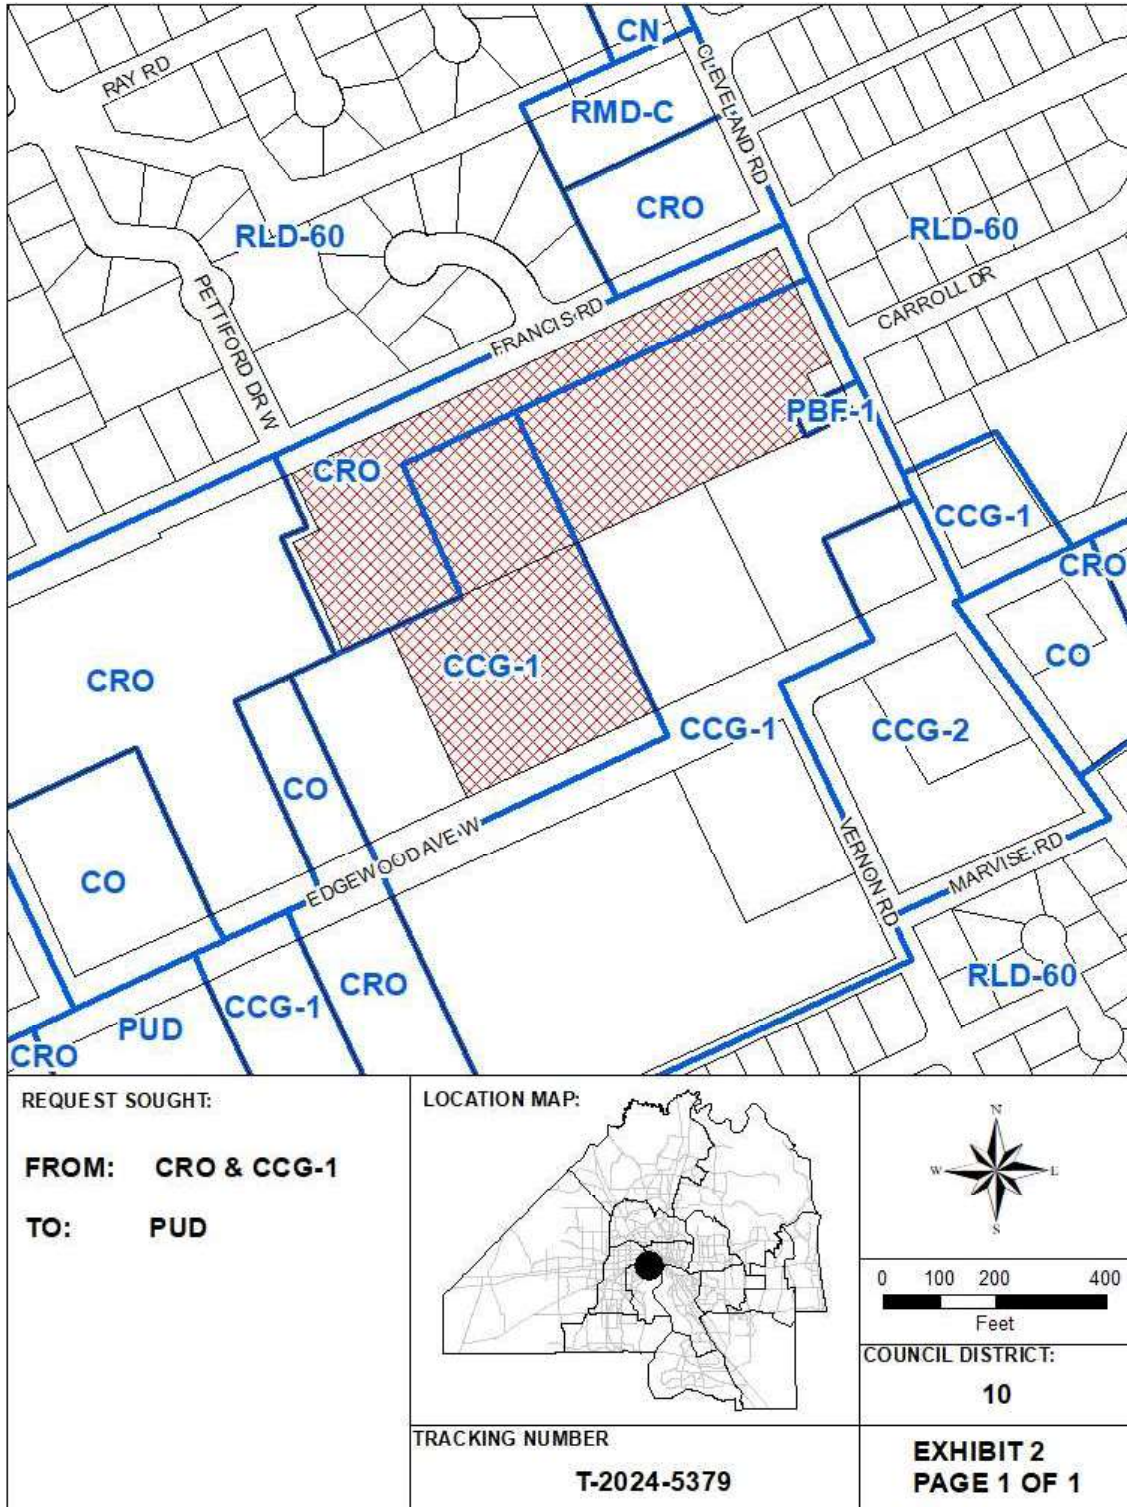 CN
RAY RD
CLEVELAND RD
RMD-C
CRO
RLD-60
RLD-60
PETTIFORD DR W
CARROLL DR
FRANCIS RD
PBF-1
CRO
CCG-1
CRO
CCG-1
CO
CRO
CCG-1
CCG-2
CO
CO
EDGEWOOD AVE W
VERNON RD
MARVISE RD
RLD-60
CRO
CCG-1
PUD
CRO
REQUEST SOUGHT:
FROM: CRO & CCG-1
TO: PUD
LOCATION MAP:
N
W
E
S
0 100 200 400
Feet
COUNCIL DISTRICT:
10
TRACKING NUMBER
T-2024-5379
EXHIBIT 2
PAGE 1 OF 1